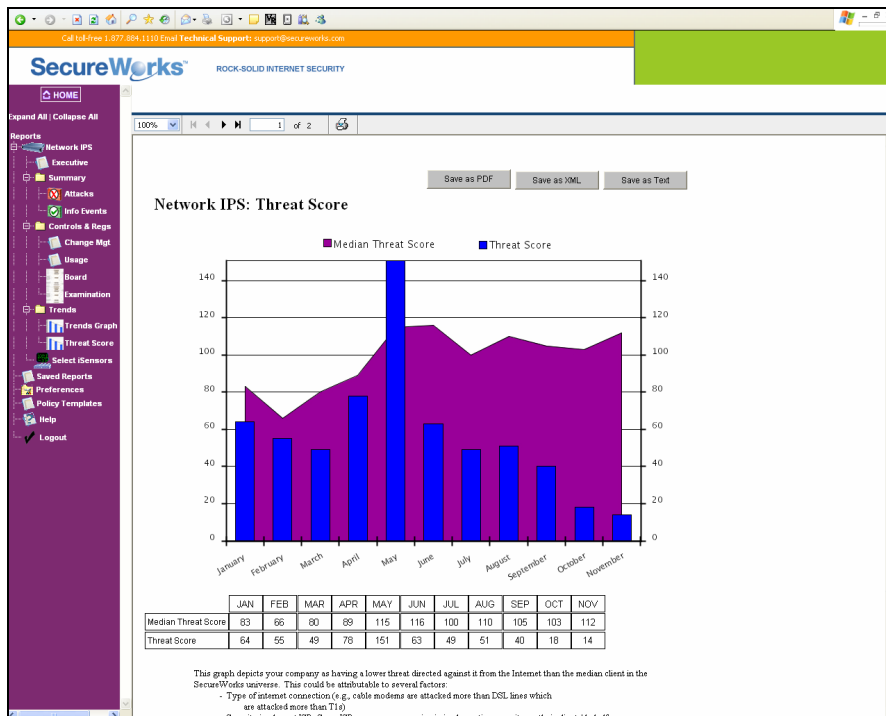 Call toll-free 1.877.884.1110 Email Technical Support: support@secureworks.com
SecureWorks™
ROCK-SOLID INTERNET SECURITY
HOME
Expand All | Collapse All
Reports
Network IPS
Executive
Summary
Attacks
Info Events
Controls & Regs
Change Mgt
Usage
Board
Examination
Trends
Trends Graph
Threat Score
Select iSensors
Saved Reports
Preferences
Policy Templates
Help
Logout
100% 1 of 2
Save as PDF Save as XML Save as Text
Network IPS: Threat Score
Median Threat Score Threat Score
140 140
120 120
100 100
80 80
60 60
40 40
20 20
0 0
January February March April May June July August September October November
JAN FEB MAR APR MAY JUN JUL AUG SEP OCT NOV
Median Threat Score 83 66 80 89 115 116 100 110 105 103 112
Threat Score 64 55 49 78 151 63 49 51 40 18 14
This graph depicts your company as having a lower threat directed against it from the Internet than the median client in the
SecureWorks universe. This could be attributable to several factors:
- Type of internet connection (e.g., cable modems are attacked more than DSL lines which
are attacked more than T1s)